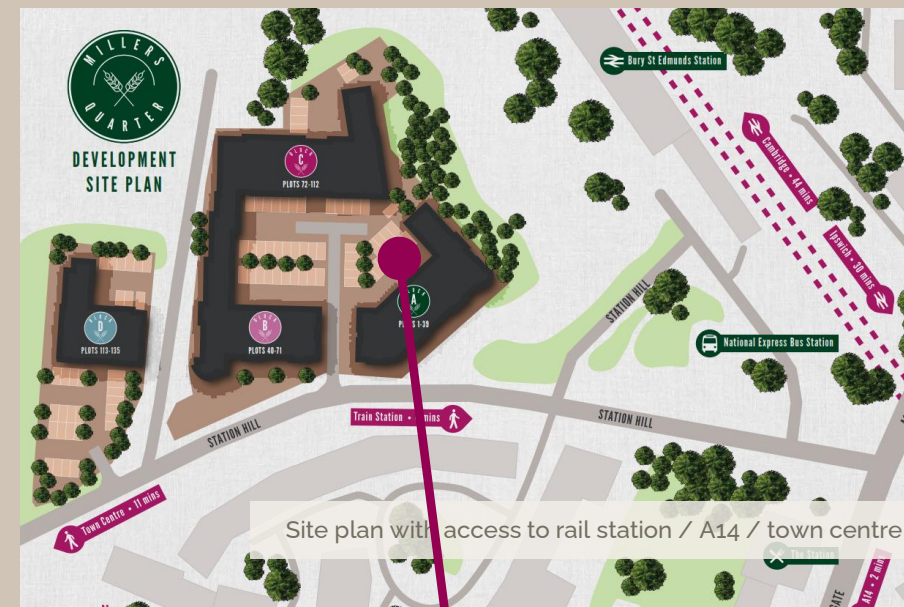 MILLERS
QUARTER
DEVELOPMENT
SITE PLAN
BLOCK
C
PLOTS 72-112
BLOCK
A
PLOTS 1-39
BLOCK
B
PLOTS 40-71
BLOCK
D
PLOTS 113-135
Bury St Edmunds Station
Cambridge • 44 mins
Ipswich • 30 mins
STATION HILL
National Express Bus Station
Train Station • mins
STATION HILL
STATION HILL
Town Centre • 11 mins
Site plan with access to rail station / A14 / town centre
The Station
A14 • 2 min
GATE